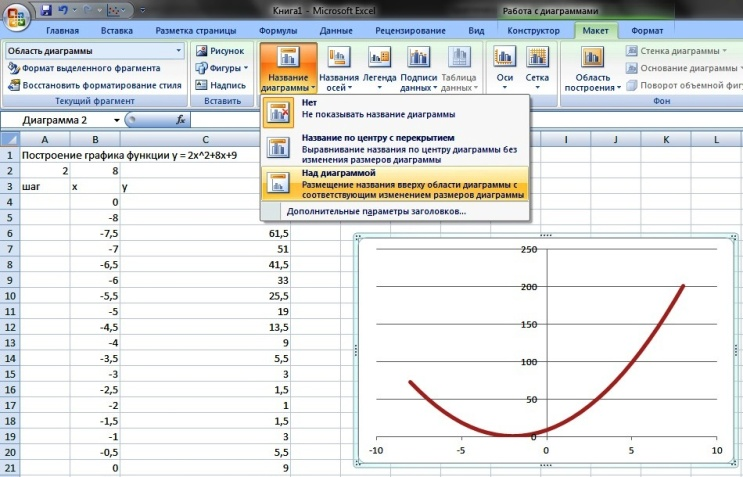 Книга1 - Microsoft Excel
Работа с диаграммами
Главная Вставка Разметка страницы Формулы Данные Рецензирование Вид Конструктор Макет Формат
Область диаграммы
Формат выделенного фрагмента
Восстановить форматирование стиля
Текущий фрагмент
Рисунок
Фигуры
Надпись
Вставить
Название диаграммы
Названия осей
Легенда
Подписи данных
Таблица данных
Оси
Сетка
Область построения
Стенка диаграммы
Основание диаграммы
Поворот объемной фиг
Фон
Нет
Не показывать название диаграммы
Название по центру с перекрытием
Выравнивание названия по центру диаграммы без
изменения размеров диаграммы
Над диаграммой
Размещение названия вверху области диаграммы с
соответствующим изменением размеров диаграммы
Дополнительные параметры заголовков...
Диаграмма 2 fx
A B C I J K L
1 Построение графика функции y = 2x^2+8x+9
2 2 8
3 шаг x y
4 0
5 -8
6 -7,5 61,5
7 -7 51
8 -6,5 41,5
9 -6 33
10 -5,5 25,5
11 -5 19
12 -4,5 13,5
13 -4 9
14 -3,5 5,5
15 -3 3
16 -2,5 1,5
17 -2 1
18 -1,5 1,5
19 -1 3
20 -0,5 5,5
21 0 9
250
200
150
100
50
0
-10 -5 0 5 10